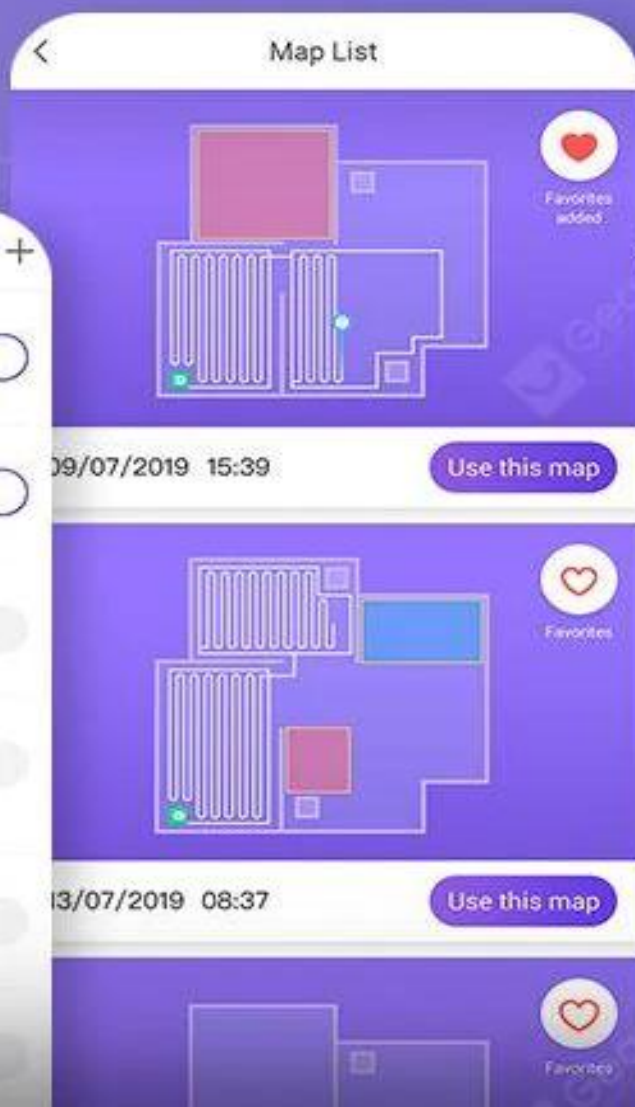 Map List
Favorites
added
09/07/2019 15:39
Use this map
Favorites
13/07/2019 08:37
Use this map
Favorites